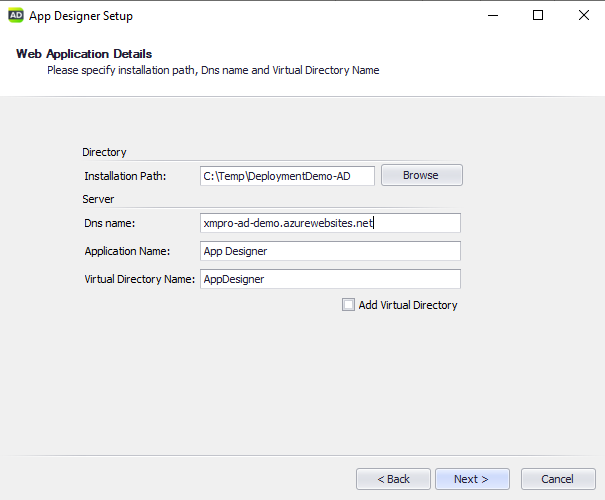 AD App Designer Setup
Web Application Details
Please specify installation path, Dns name and Virtual Directory Name
Directory
Installation Path: C:\Temp\DeploymentDemo-AD Browse
Server
Dns name: xmpro-ad-demo.azurewebsites.net
Application Name: App Designer
Virtual Directory Name: AppDesigner
Add Virtual Directory
< Back Next > Cancel